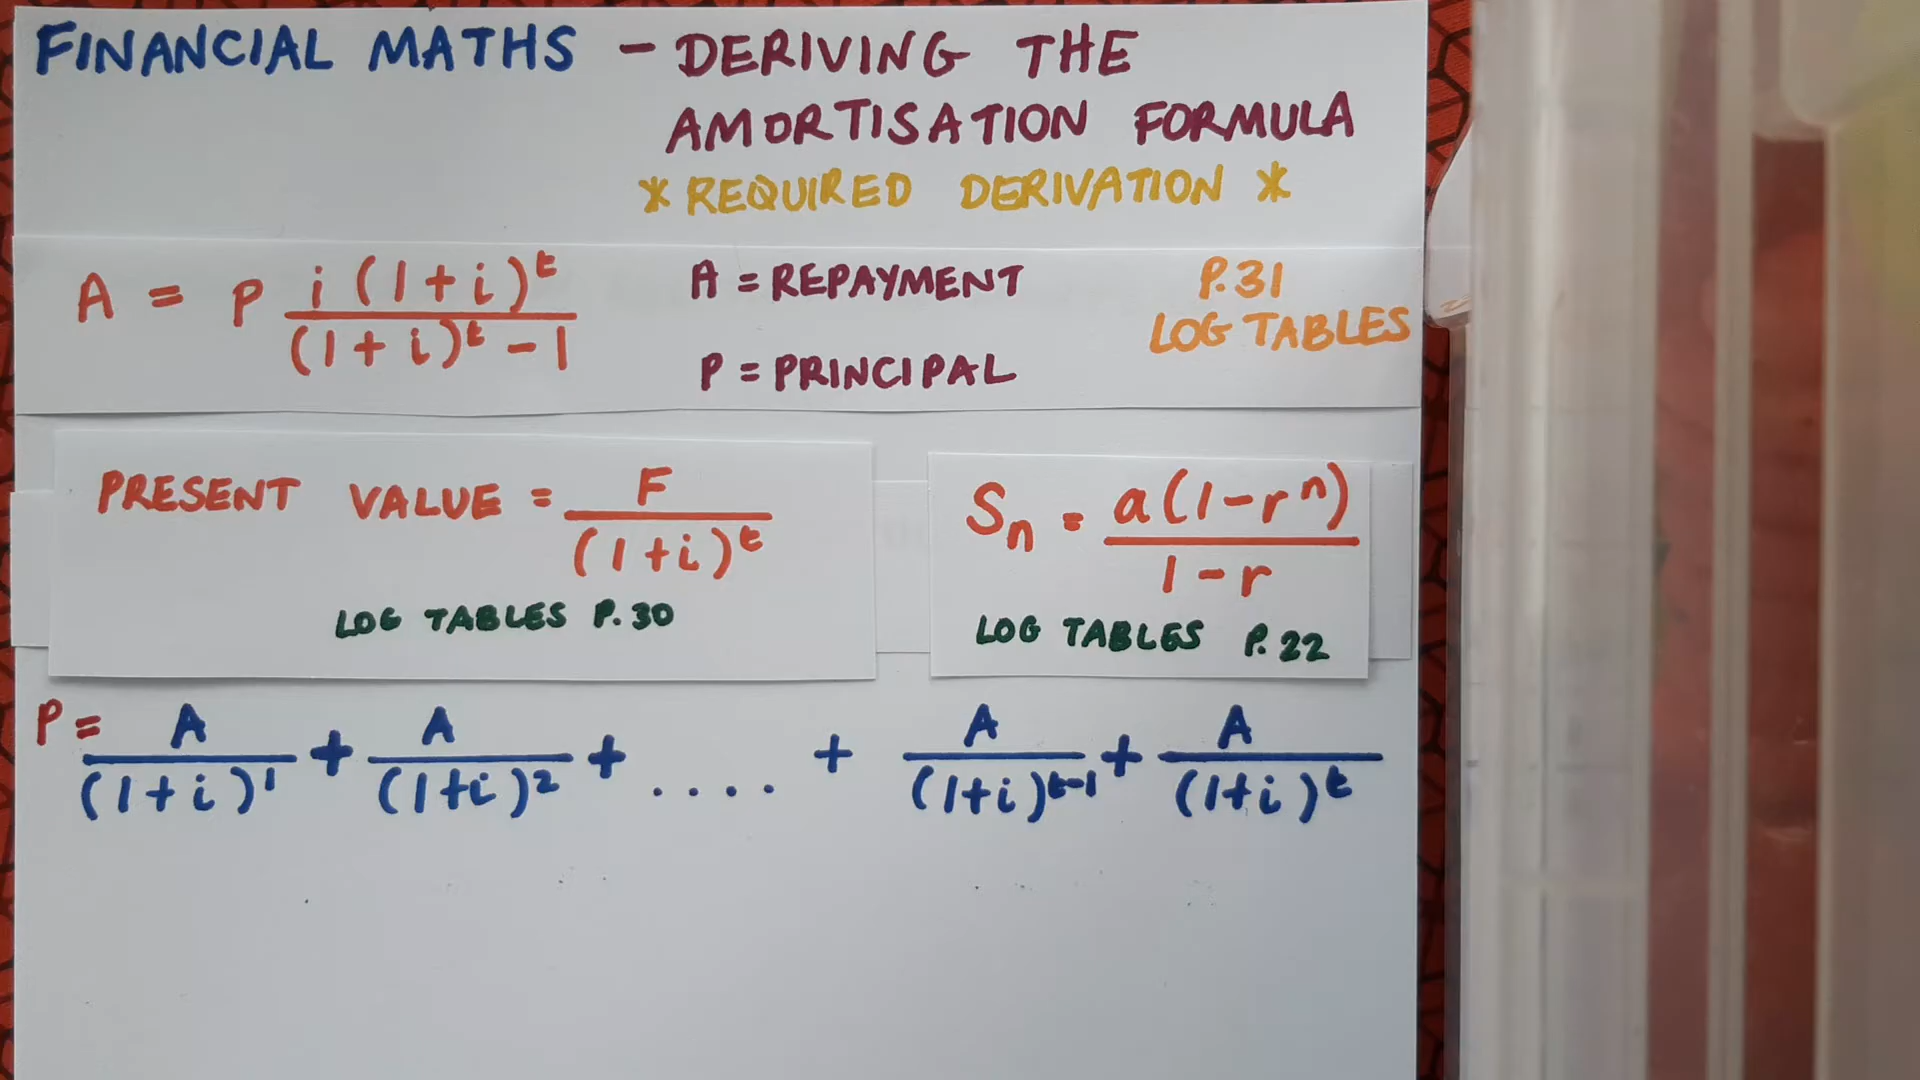 FINANCIAL MATHS - DERIVING THE
AMORTISATION FORMULA
* REQUIRED DERIVATION *
A = P i(1+i)^t / (1+i)^t - 1
A = REPAYMENT
P = PRINCIPAL
P.31
LOG TABLES
PRESENT VALUE = F / (1+i)^t
LOG TABLES P.30
Sn = a(1-r^n) / 1-r
LOG TABLES P.22
P = A / (1+i)^1 + A / (1+i)^2 + .... + A / (1+i)^t-1 + A / (1+i)^t